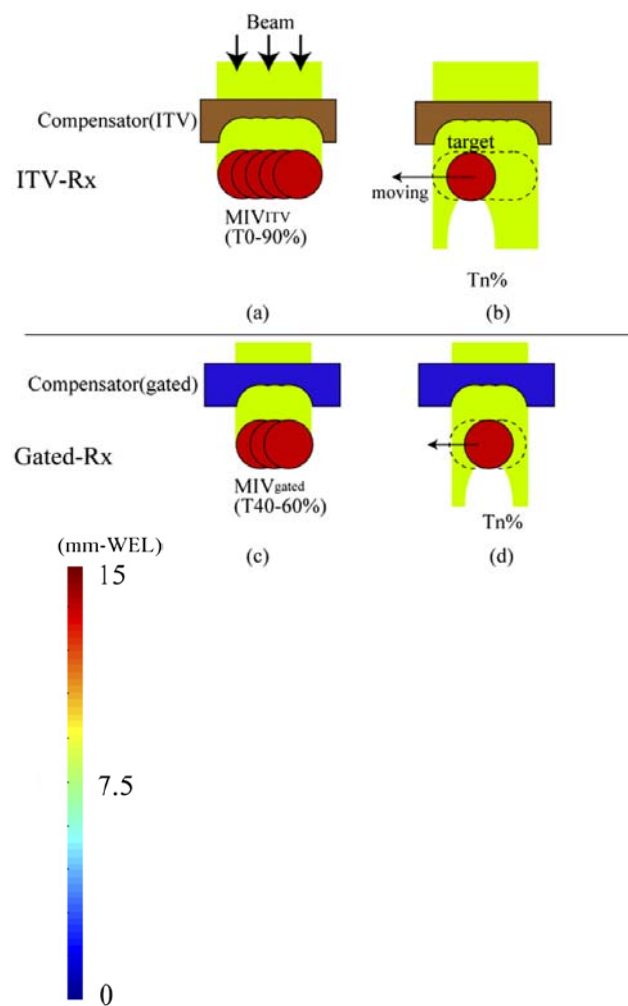 Beam
Compensator(ITV)
target
ITV-Rx
moving
MIVITV
(T0-90%)
Tn%
(a)
(b)
Compensator(gated)
Gated-Rx
MIVgated
(T40-60%)
Tn%
(mm-WEL)
(c)
(d)
15
7.5
0